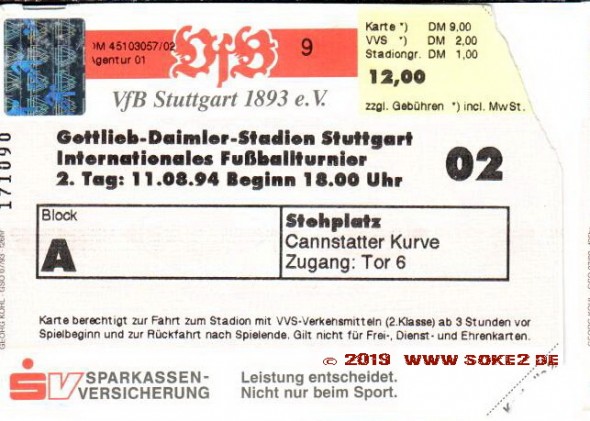 DM 45103057/02
Agentur 01
VfB
9
Karte *) DM 9,00
VVS *) DM 2,00
Stadiongr. DM 1,00
12,00
zzgl. Gebühren *) incl. MwSt.
VfB Stuttgart 1893 e.V.
171090
Gottlieb-Daimler-Stadion Stuttgart
Internationales Fußballturnier
2. Tag: 11.08.94 Beginn 18.00 Uhr
02
Block
A
Stehplatz
Cannstatter Kurve
Zugang: Tor 6
Karte berechtigt zur Fahrt zum Stadion mit VVS-Verkehrsmitteln (2.Klasse) ab 3 Stunden vor
Spielbeginn und zur Rückfahrt nach Spielende. Gilt nicht für Frei-, Dienst- und Ehrenkarten.
© 2019 WWW SOKE2 DE
SV SPARKASSEN-
VERSICHERUNG
Leistung entscheidet.
Nicht nur beim Sport.